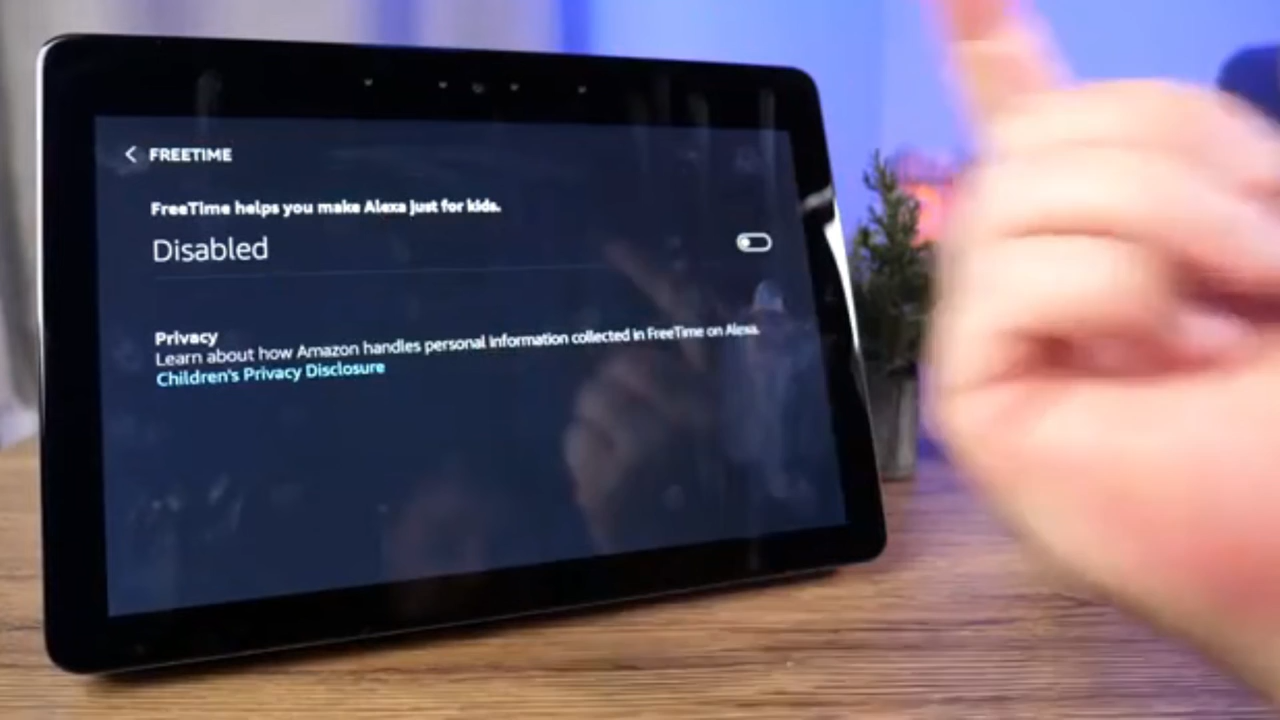 FREETIME
FreeTime helps you make Alexa just for kids.
Disabled
Privacy
Learn about how Amazon handles personal information collected in FreeTime on Alexa.
Children's Privacy Disclosure